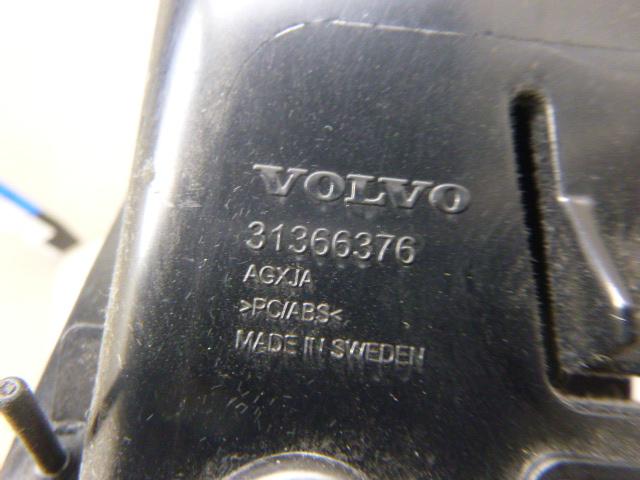 VOLVO
31366376
AGXJA
>PC/ABS<
MADE IN SWEDEN